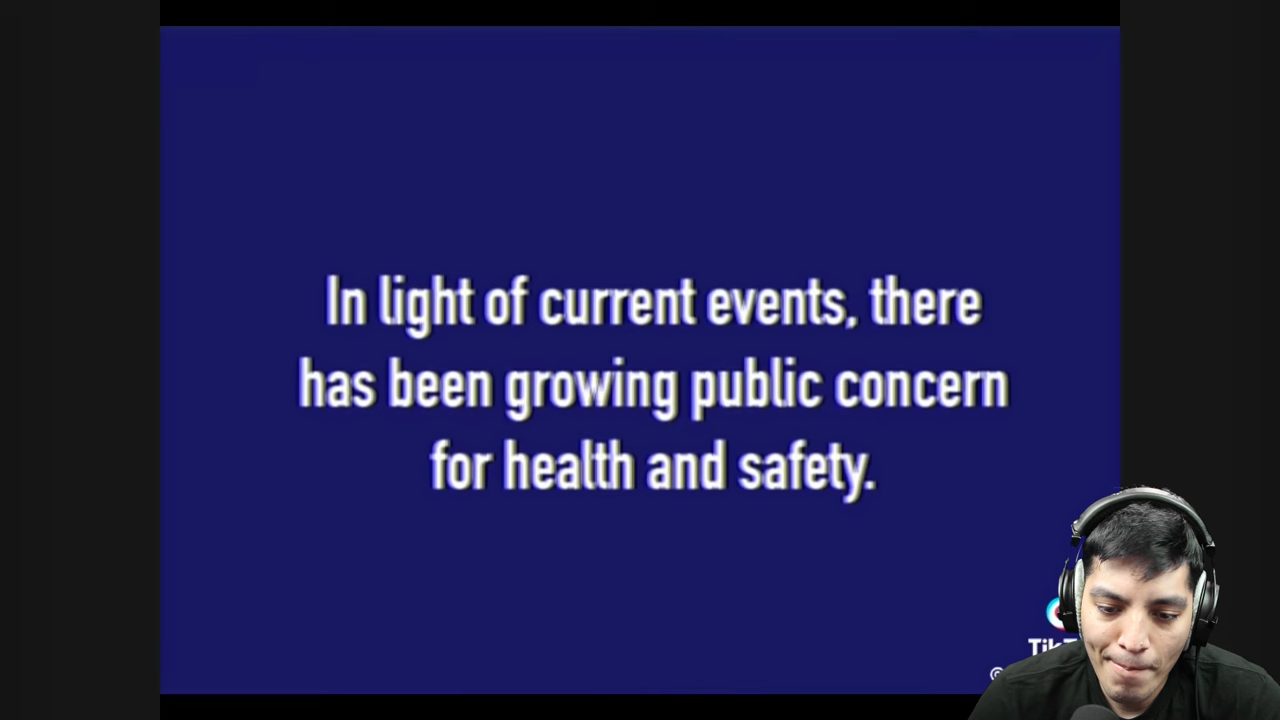 In light of current events, there
has been growing public concern
for health and safety.